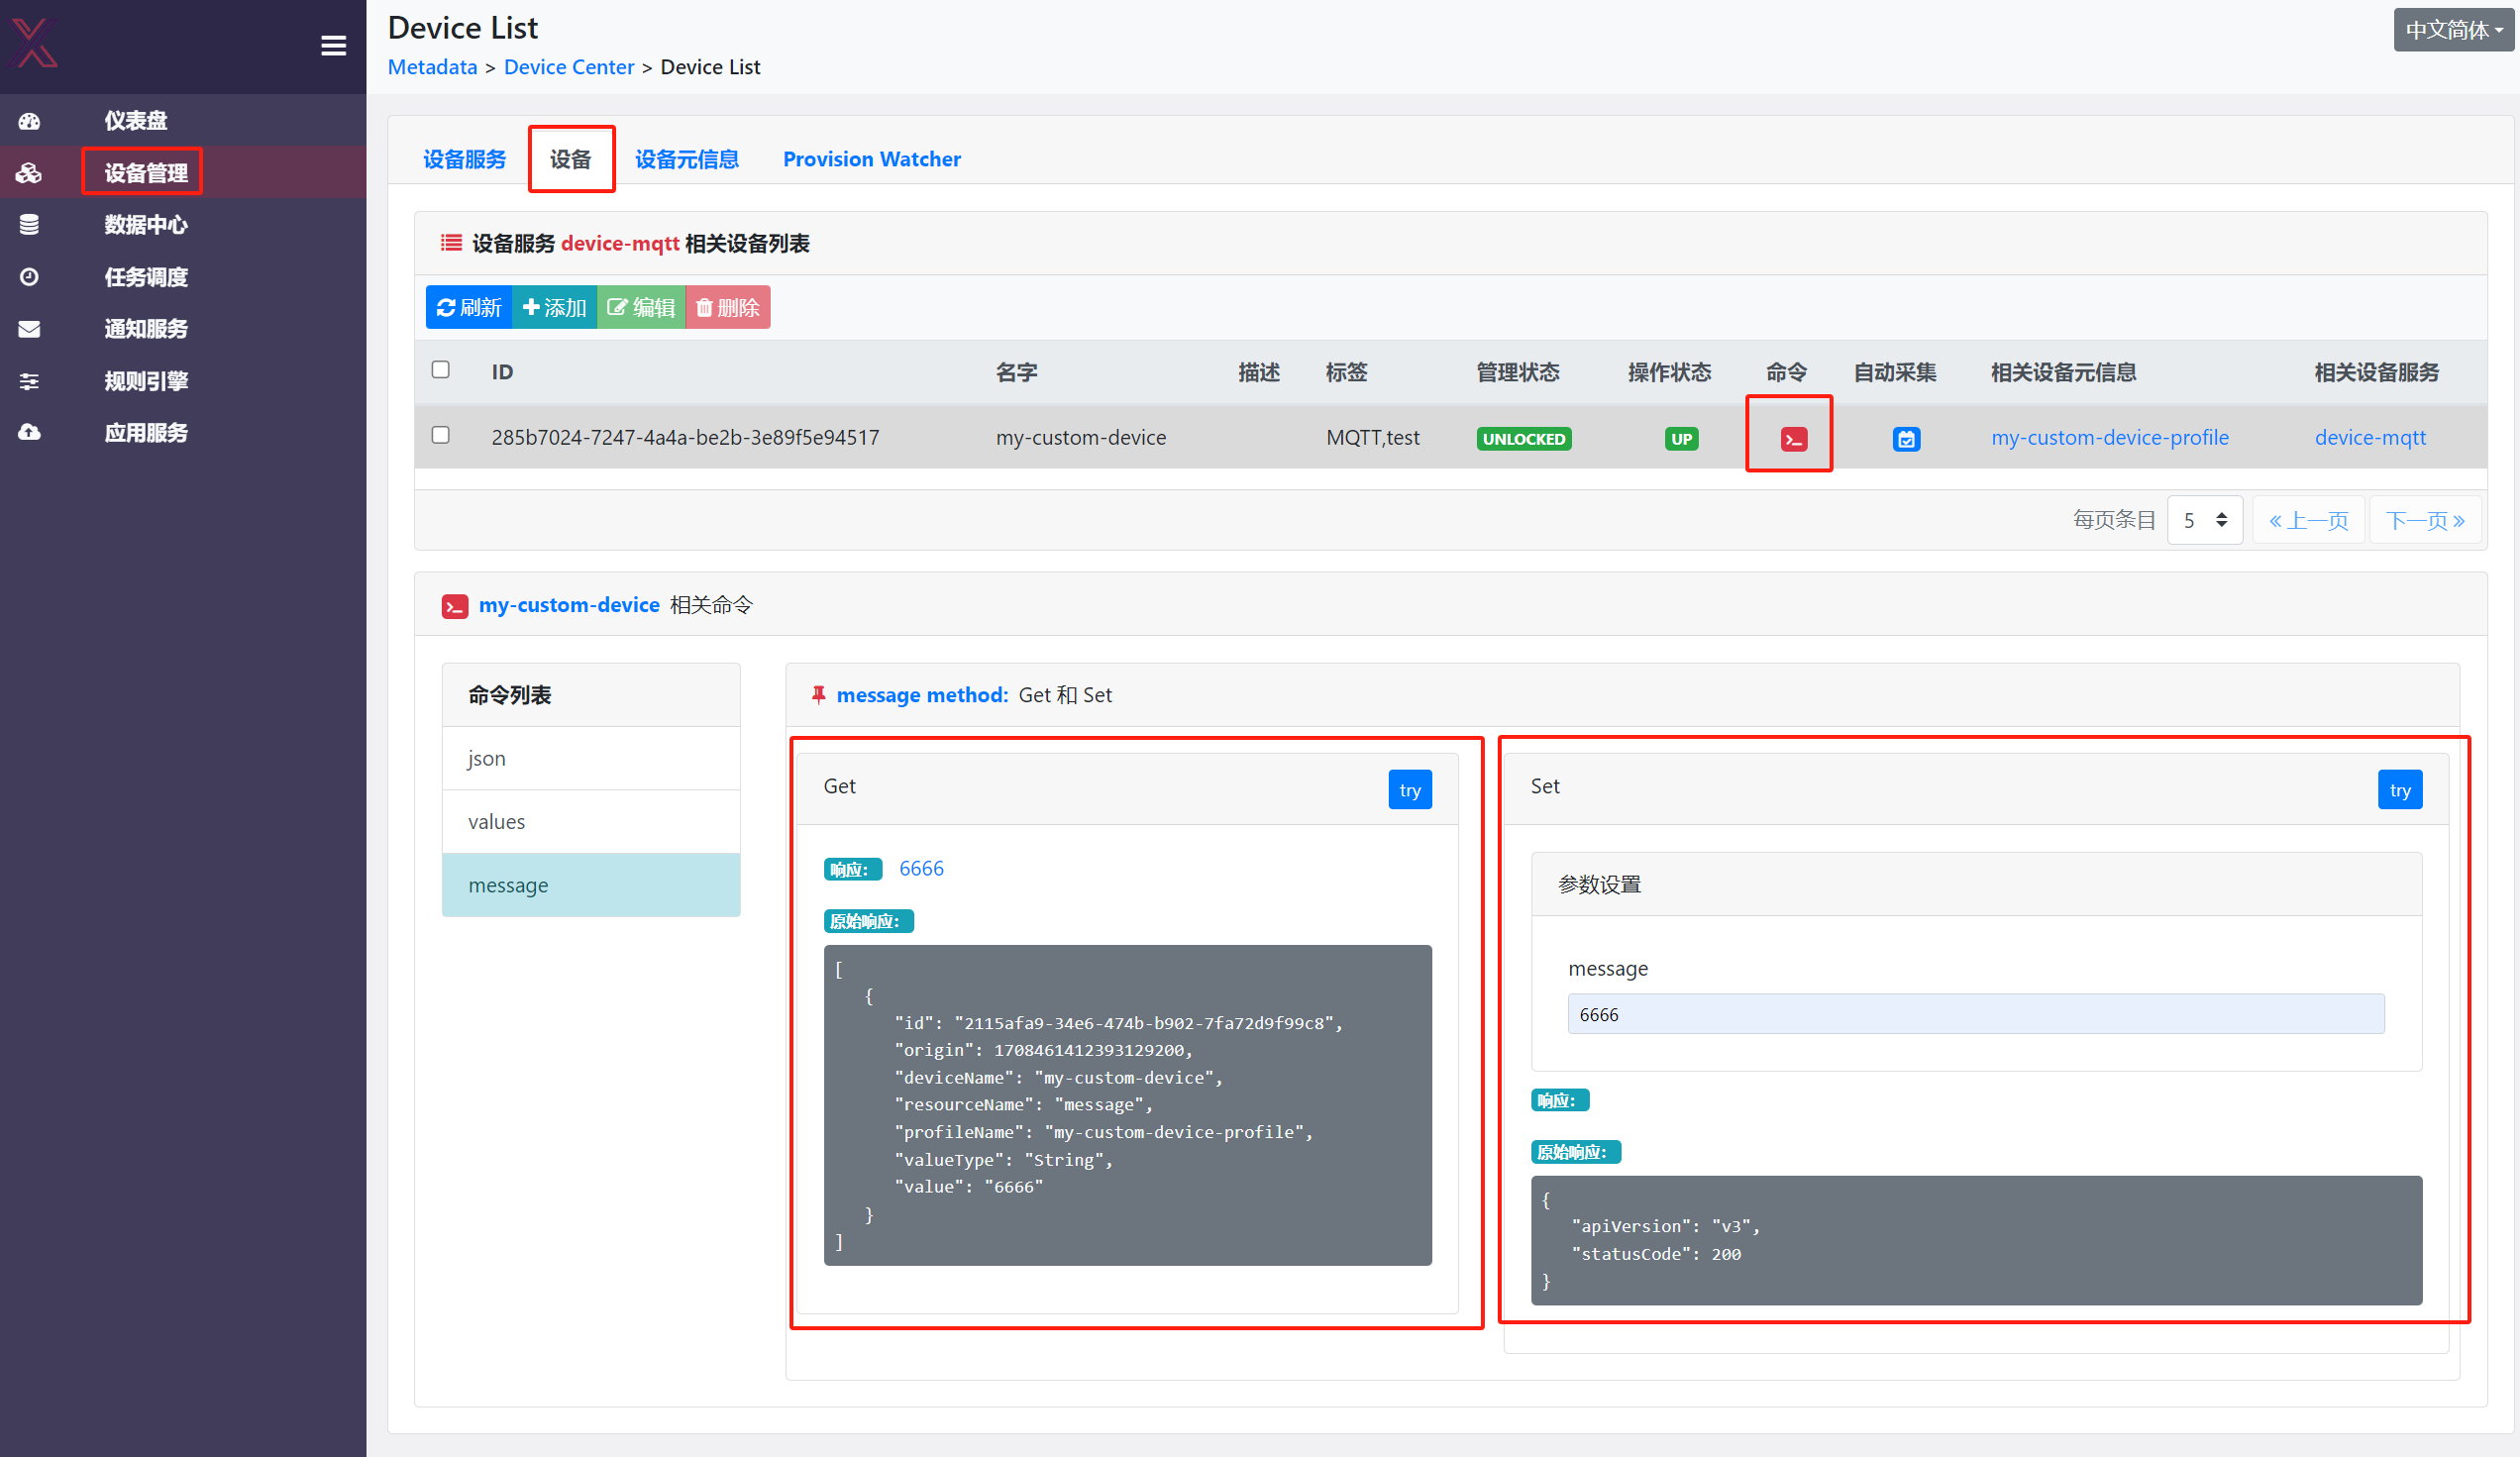 Device List
中文简体
Metadata > Device Center > Device List
仪表盘
设备管理
数据中心
任务调度
通知服务
规则引擎
应用服务
设备服务 设备 设备元信息 Provision Watcher
设备服务 device-mqtt 相关设备列表
刷新 添加 编辑 删除
ID 名字 描述 标签 管理状态 操作状态 命令 自动采集 相关设备元信息 相关设备服务
285b7024-7247-4a4a-be2b-3e89f5e94517 my-custom-device MQTT,test UNLOCKED UP my-custom-device-profile device-mqtt
每页条目 5 «上一页 下一页»
my-custom-device 相关命令
命令列表
json
values
message
message method: Get 和 Set
Get try
响应： 6666
原始响应：
[
{
"id": "2115afa9-34e6-474b-b902-7fa72d9f99c8",
"origin": 1708461412393129200,
"deviceName": "my-custom-device",
"resourceName": "message",
"profileName": "my-custom-device-profile",
"valueType": "String",
"value": "6666"
}
]
Set try
参数设置
message
6666
响应：
原始响应：
{
"apiVersion": "v3",
"statusCode": 200
}